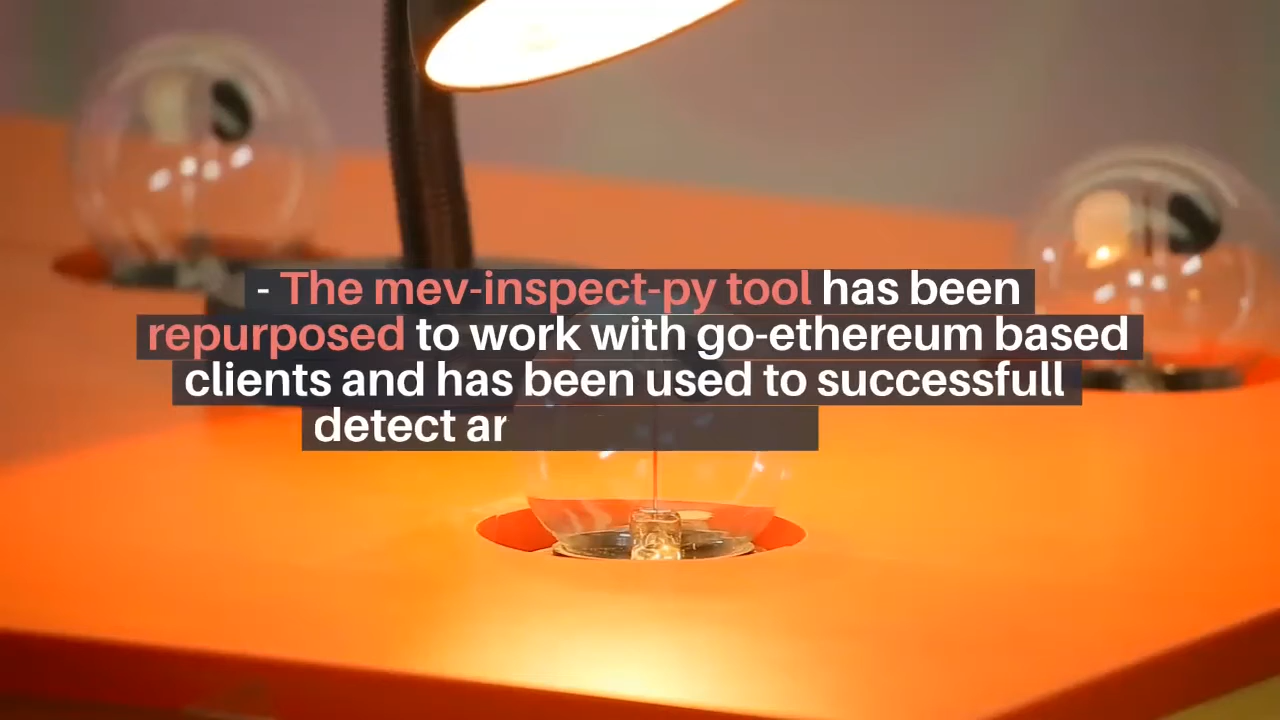 - The mev-inspect-py tool has been
repurposed to work with go-ethereum based
clients and has been used to successfull
detect ar